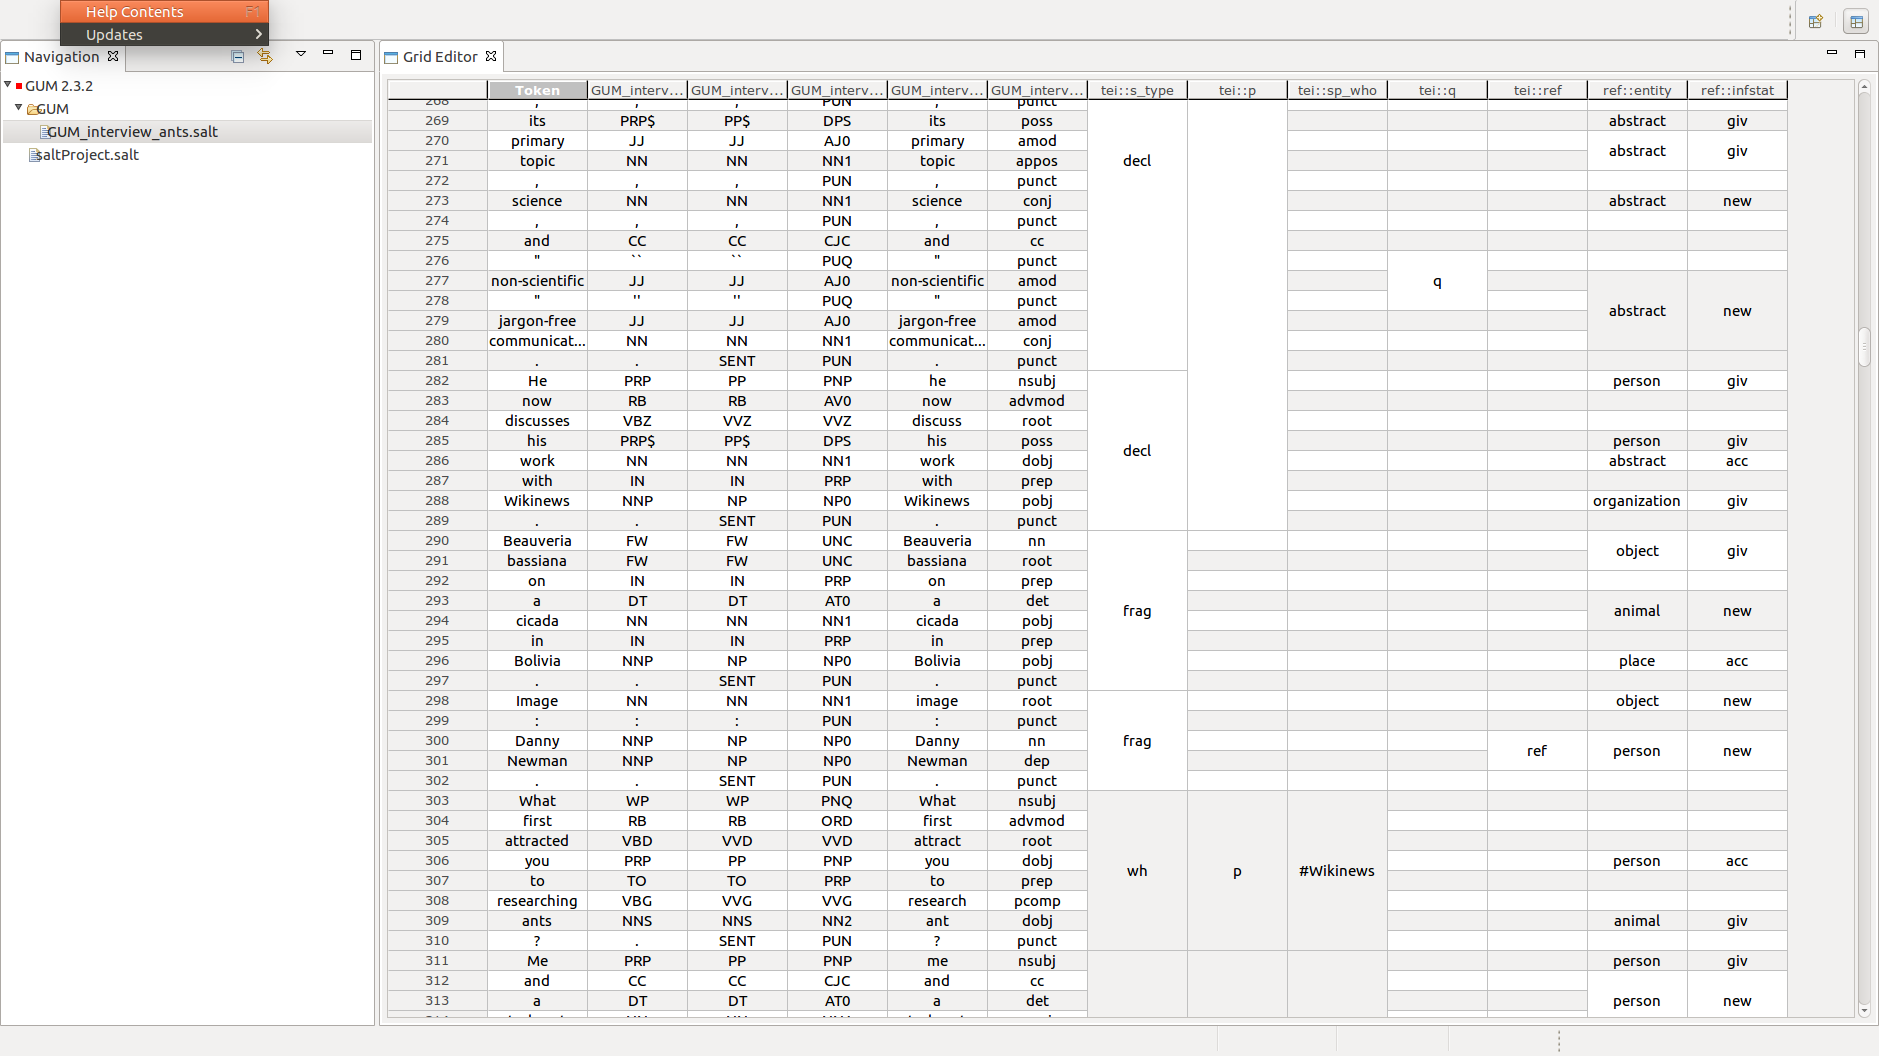 Help Contents F1
Updates
Navigation
GUM 2.3.2
GUM
GUM_interview_ants.salt
saltProject.salt
Grid Editor
Token GUM_interv... GUM_interv... GUM_interv... GUM_interv... GUM_interv... tei::s_type tei::p tei::sp_who tei::q tei::ref ref::entity ref::infstat
268 , , , PUN , punct
269 its PRP$ PP$ DPS its poss abstract giv
270 primary JJ JJ AJ0 primary amod
abstract giv
271 topic NN NN NN1 topic appos decl
272 , , , PUN , punct
273 science NN NN NN1 science conj abstract new
274 , , , PUN , punct
275 and CC CC CJC and cc
276 " `` `` PUQ " punct
277 non-scientific JJ JJ AJ0 non-scientific amod q
278 " '' '' PUQ " punct
abstract new
279 jargon-free JJ JJ AJ0 jargon-free amod
280 communicat... NN NN NN1 communicat... conj
281 . . SENT PUN . punct
282 He PRP PP PNP he nsubj person giv
283 now RB RB AV0 now advmod
284 discusses VBZ VVZ VVZ discuss root
285 his PRP$ PP$ DPS his poss person giv
decl
286 work NN NN NN1 work dobj abstract acc
287 with IN IN PRP with prep
288 Wikinews NNP NP NP0 Wikinews pobj organization giv
289 . . SENT PUN . punct
290 Beauveria FW FW UNC Beauveria nn
object giv
291 bassiana FW FW UNC bassiana root
292 on IN IN PRP on prep
293 a DT DT AT0 a det
frag animal new
294 cicada NN NN NN1 cicada pobj
295 in IN IN PRP in prep
296 Bolivia NNP NP NP0 Bolivia pobj place acc
297 . . SENT PUN . punct
298 Image NN NN NN1 image root object new
299 : : : PUN : punct
300 Danny NNP NP NP0 Danny nn frag
ref person new
301 Newman NNP NP NP0 Newman dep
302 . . SENT PUN . punct
303 What WP WP PNQ What nsubj
304 first RB RB ORD first advmod
305 attracted VBD VVD VVD attract root
306 you PRP PP PNP you dobj person acc
wh p #Wikinews
307 to TO TO PRP to prep
308 researching VBG VVG VVG research pcomp
309 ants NNS NNS NN2 ant dobj animal giv
310 ? . SENT PUN ? punct
311 Me PRP PP PNP me nsubj person giv
312 and CC CC CJC and cc
313 a DT DT AT0 a det person new